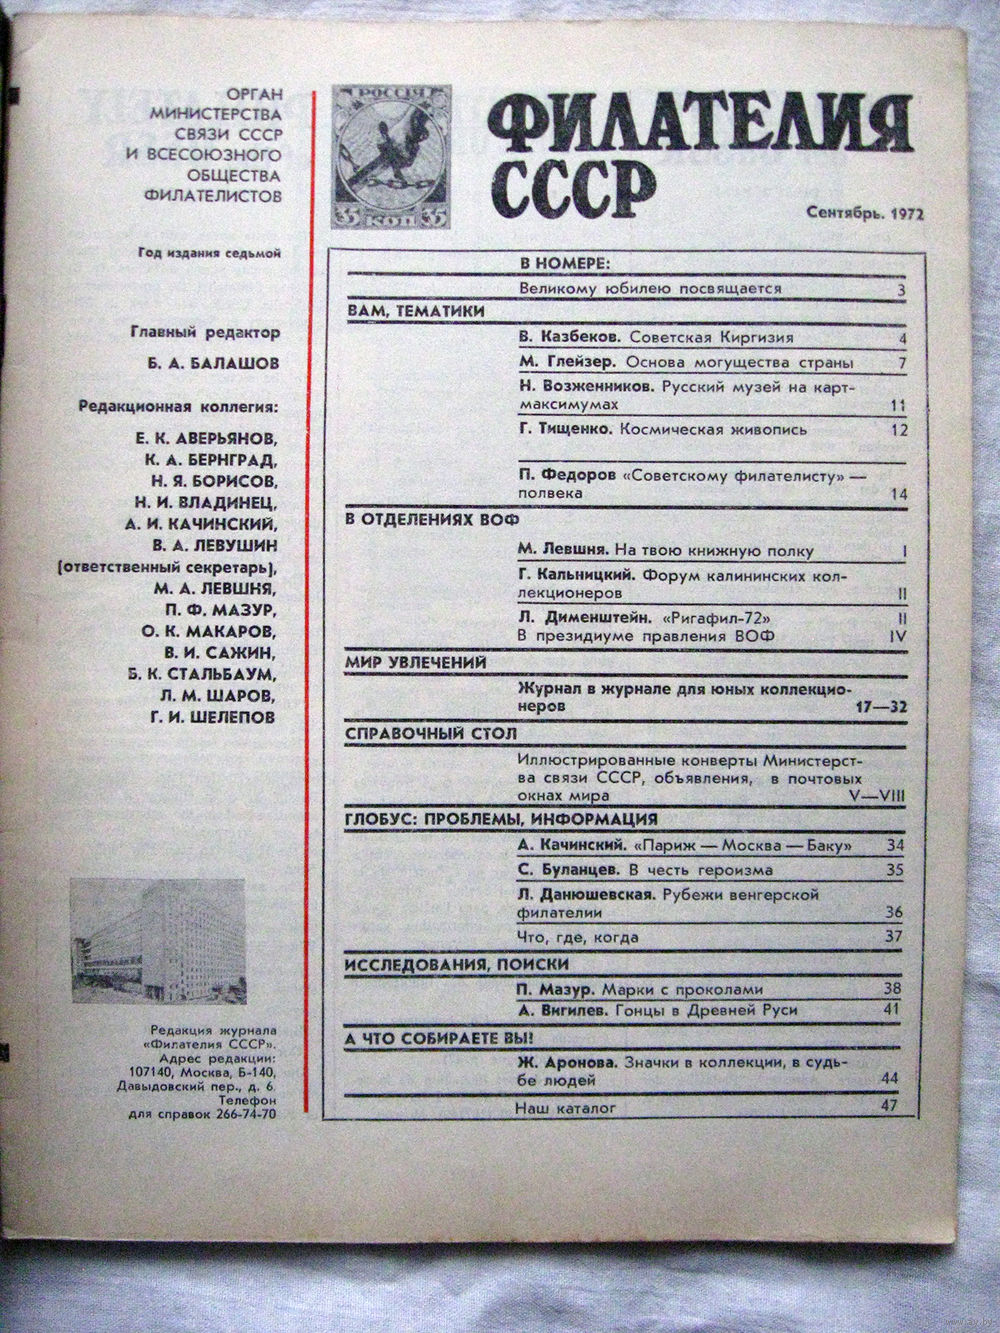 ОРГАН
МИНИСТЕРСТВА
СВЯЗИ СССР
И ВСЕСОЮЗНОГО
ОБЩЕСТВА
ФИЛАТЕЛИСТОВ
Год издания седьмой
Главный редактор
Б. А. БАЛАШОВ
Редакционная коллегия:
Е. К. АВЕРЬЯНОВ,
К. А. БЕРНГРАД,
Н. Я. БОРИСОВ,
Н. И. ВЛАДИНЕЦ,
А. И. КАЧИНСКИЙ,
В. А. ЛЕВУШИН
(ответственный секретарь),
М. А. ЛЕВШНЯ,
П. Ф. МАЗУР,
О. К. МАКАРОВ,
В. И. САЖИН,
Б. К. СТАЛЬБАУМ,
Л. М. ШАРОВ,
Г. И. ШЕЛЕПОВ
Редакция журнала
«Филателия СССР».
Адрес редакции:
107140, Москва, Б-140,
Давыдовский пер., д. 6.
Телефон
для справок 266-74-70
РОССІЯ
35 КОП 35
ФИЛАТЕЛИЯ
СССР
Сентябрь. 1972
В НОМЕРЕ:
Великому юбилею посвящается 3
ВАМ, ТЕМАТИКИ
В. Казбеков. Советская Киргизия 4
М. Глейзер. Основа могущества страны 7
Н. Возженников. Русский музей на карт-
максимумах 11
Г. Тищенко. Космическая живопись 12
П. Федоров «Советскому филателисту» —
полвека 14
В ОТДЕЛЕНИЯХ ВОФ
М. Левшня. На твою книжную полку I
Г. Кальницкий. Форум калининских кол-
лекционеров II
Л. Дименштейн. «Ригафил-72» II
В президиуме правления ВОФ IV
МИР УВЛЕЧЕНИЙ
Журнал в журнале для юных коллекцио-
неров 17—32
СПРАВОЧНЫЙ СТОЛ
Иллюстрированные конверты Министерст-
ва связи СССР, объявления, в почтовых
окнах мира V—VIII
ГЛОБУС: ПРОБЛЕМЫ, ИНФОРМАЦИЯ
А. Качинский. «Париж — Москва — Баку» 34
С. Буланцев. В честь героизма 35
Л. Данюшевская. Рубежи венгерской
филателии 36
Что, где, когда 37
ИССЛЕДОВАНИЯ, ПОИСКИ
П. Мазур. Марки с проколами 38
А. Вигилев. Гонцы в Древней Руси 41
А ЧТО СОБИРАЕТЕ ВЫ!
Ж. Аронова. Значки в коллекции, в судь-
бе людей 44
Наш каталог 47